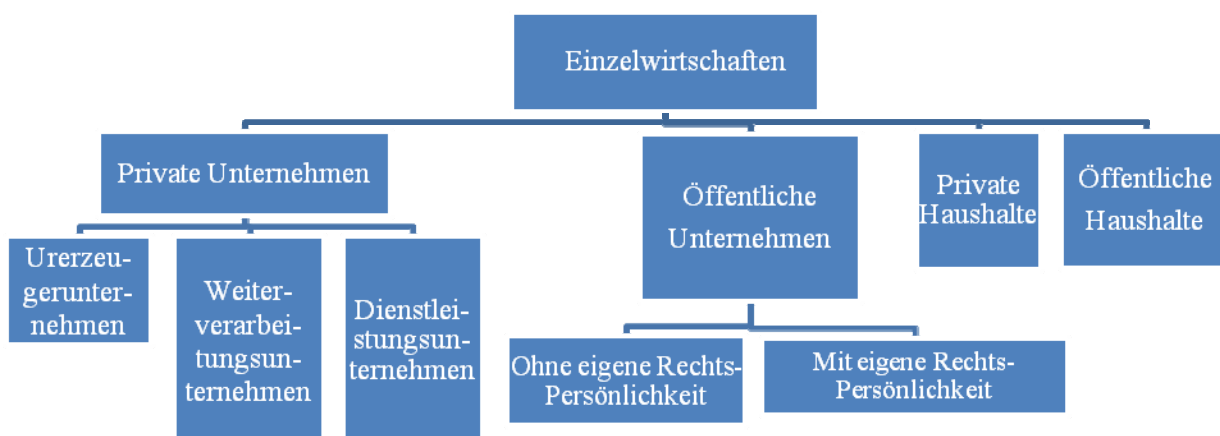 Einzelwirtschaften
Private Unternehmen
Öffentliche
Unternehmen
Private
Haushalte
Öffentliche
Haushalte
Urerzeu-
gerunter-
nehmen
Weiter-
verarbei-
tungsun-
ternehmen
Dienstlei-
stungsun-
ternehmen
Ohne eigene Rechts-
Persönlichkeit
Mit eigene Rechts-
Persönlichkeit